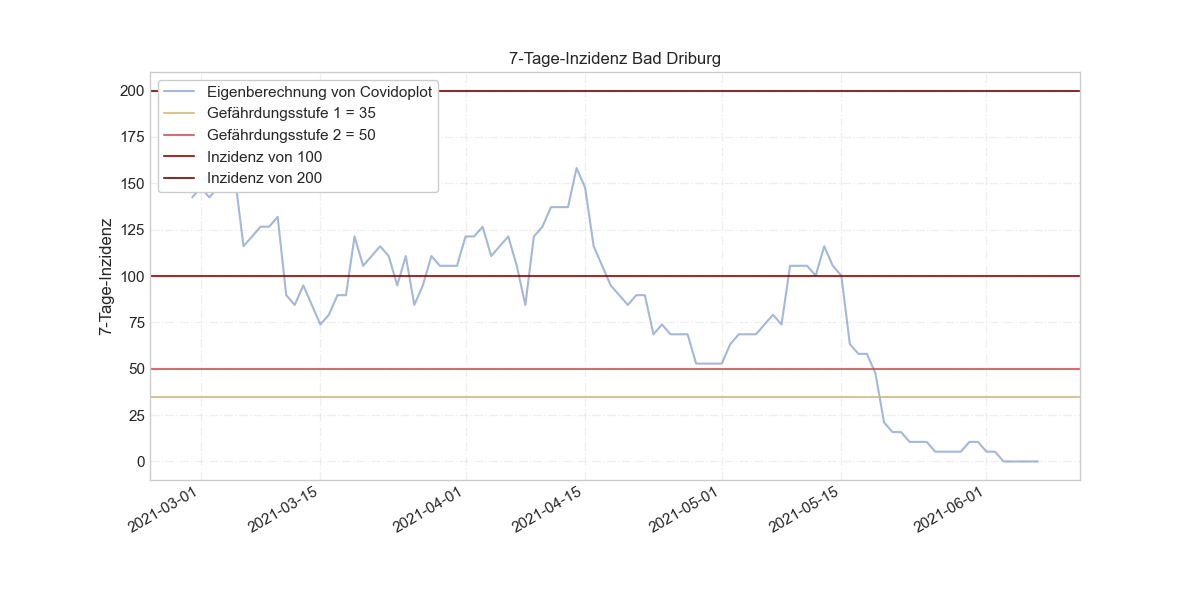 7-Tage-Inzidenz Bad Driburg
Eigenberechnung von Covidoplot
Gefährdungsstufe 1 = 35
Gefährdungsstufe 2 = 50
Inzidenz von 100
Inzidenz von 200
7-Tage-Inzidenz
200
175
150
125
100
75
50
25
0
2021-03-01
2021-03-15
2021-04-01
2021-04-15
2021-05-01
2021-05-15
2021-06-01